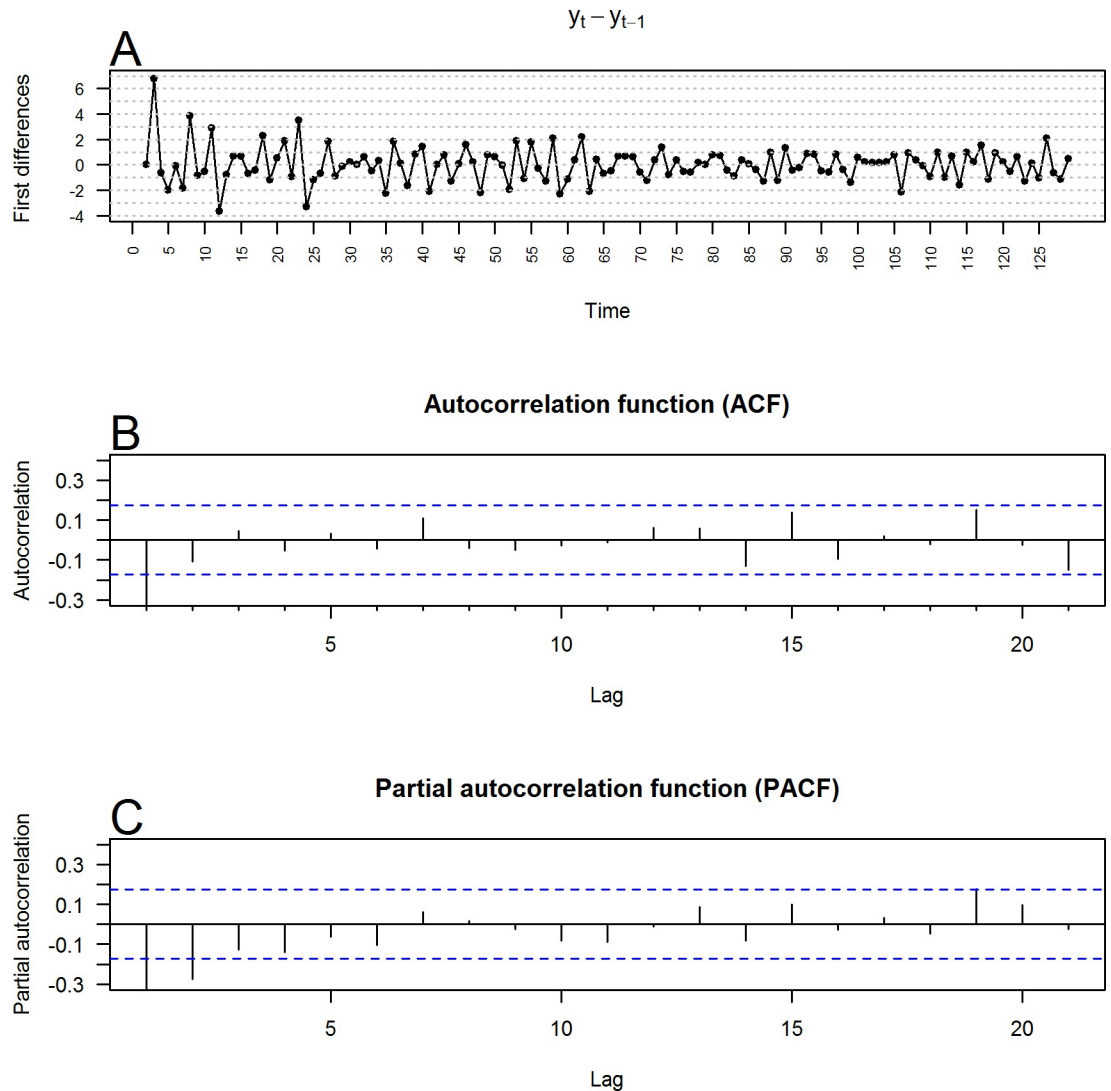 yₜ − yₜ₋₁
A
First differences
6
4
2
0
-2
-4
0 5 10 15 20 25 30 35 40 45 50 55 60 65 70 75 80 85 90 95 100 105 110 115 120 125
Time
Autocorrelation function (ACF)
B
Autocorrelation
0.3
0.1
-0.1
-0.3
5 10 15 20
Lag
Partial autocorrelation function (PACF)
C
Partial autocorrelation
0.3
0.1
-0.1
-0.3
5 10 15 20
Lag